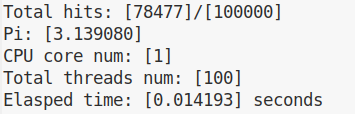 Total hits: [78477]/[100000]
Pi: [3.139080]
CPU core num: [1]
Total threads num: [100]
Elasped time: [0.014193] seconds